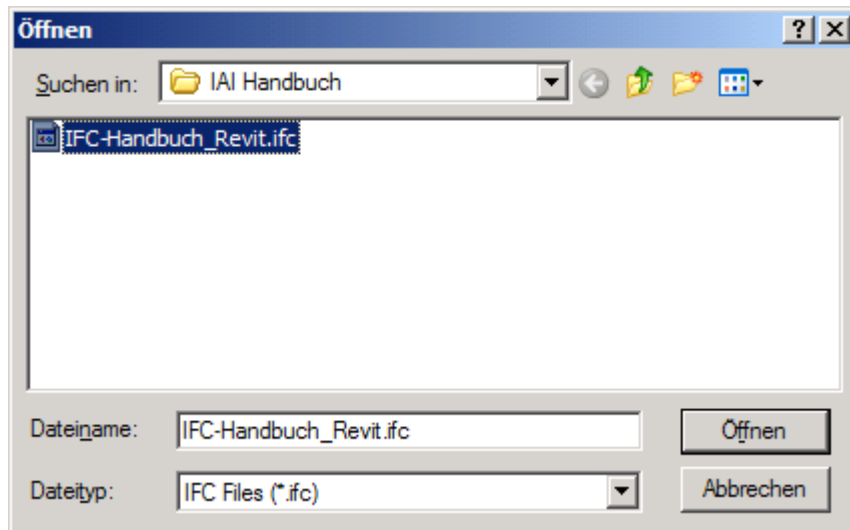 Öffnen
Suchen in: IAI Handbuch
IFC-Handbuch_Revit.ifc
Dateiname: IFC-Handbuch_Revit.ifc Öffnen
Dateityp: IFC Files (*.ifc) Abbrechen